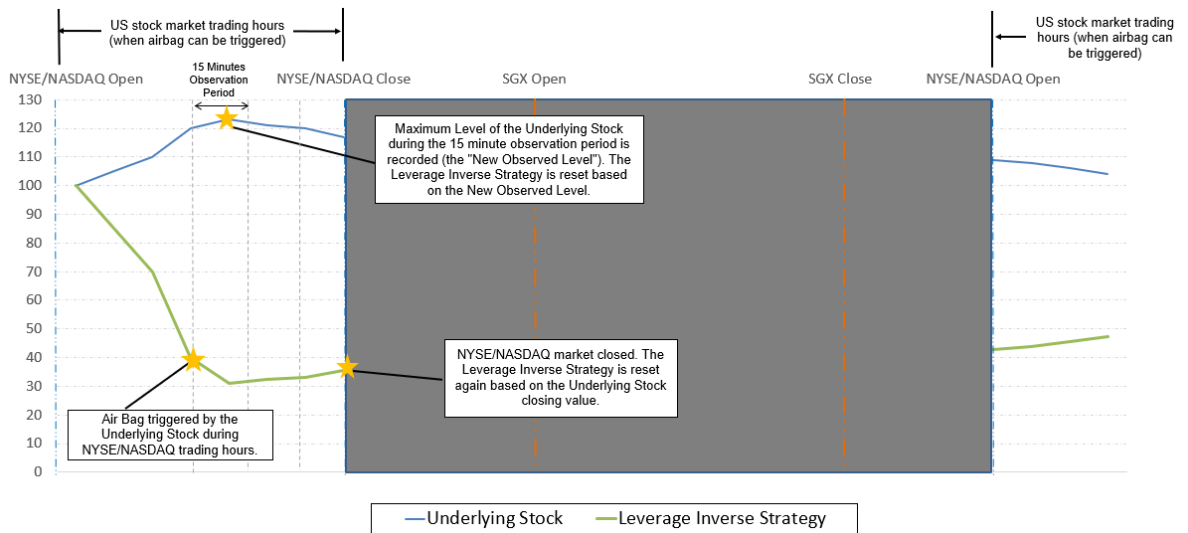 US stock market trading hours
(when airbag can be triggered)
US stock market trading
hours (when airbag can
be triggered)
NYSE/NASDAQ Open
15 Minutes
Observation
Period
NYSE/NASDAQ Close
SGX Open
SGX Close
NYSE/NASDAQ Open
130
120
110
100
90
80
70
60
50
40
30
20
10
0
Maximum Level of the Underlying Stock
during the 15 minute observation period is
recorded (the "New Observed Level"). The
Leverage Inverse Strategy is reset based
on the New Observed Level.
NYSE/NASDAQ market closed. The
Leverage Inverse Strategy is reset
again based on the Underlying Stock
closing value.
Air Bag triggered by the
Underlying Stock during
NYSE/NASDAQ trading hours.
Underlying Stock
Leverage Inverse Strategy